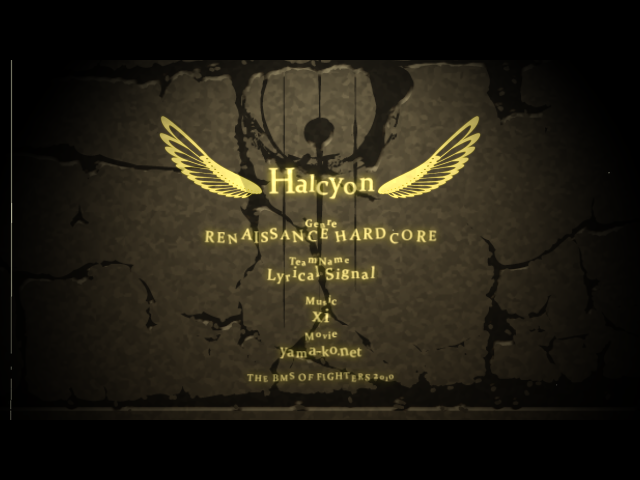 Halcyon
Genre
RENAISSANCE HARDCORE
TeamName
Lyrical Signal
Music
xi
Movie
yama-ko.net
THE BMS OF FIGHTERS 2010